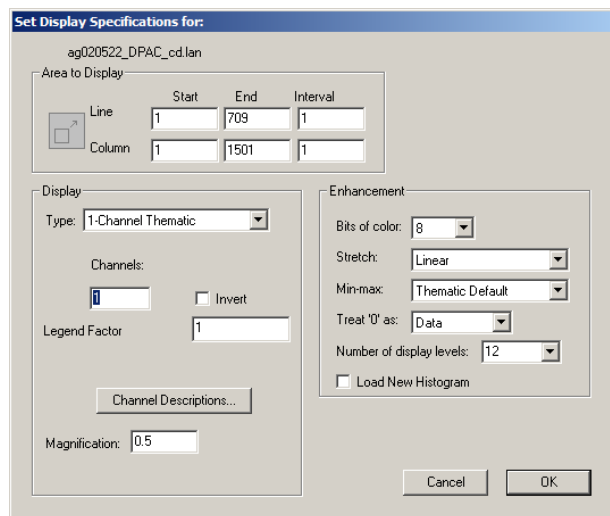 Set Display Specifications for:
ag020522_DPAC_cd.lan
Area to Display
Start End Interval
Line 1 709 1
Column 1 1501 1
Display
Type: 1-Channel Thematic
Channels:
1 Invert
Legend Factor 1
Channel Descriptions...
Magnification: 0.5
Enhancement
Bits of color: 8
Stretch: Linear
Min-max: Thematic Default
Treat '0' as: Data
Number of display levels: 12
Load New Histogram
Cancel OK